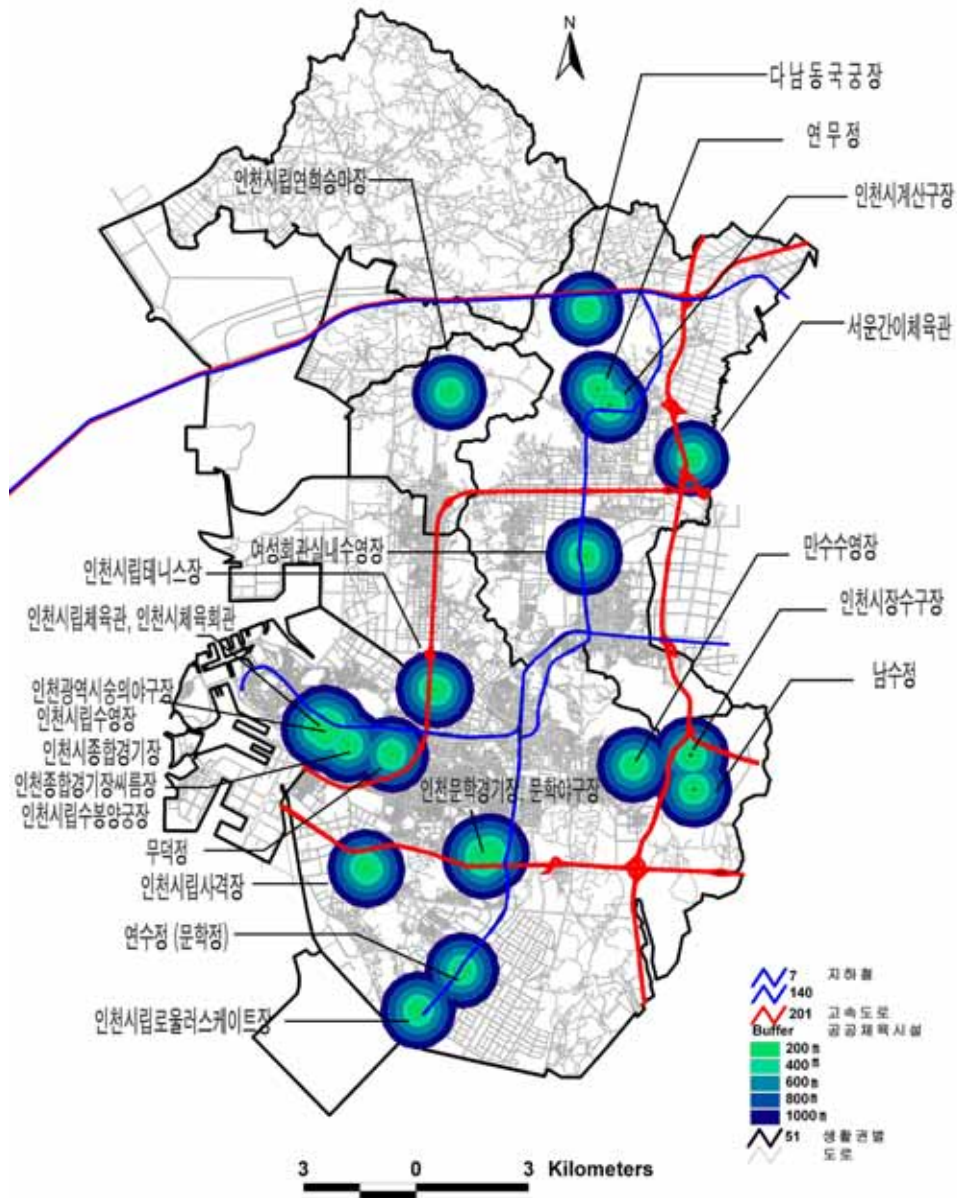 N
다남동국궁장
연무정
인천시립연희승마장
인천시계산구장
서운간이체육관
여성회관실내수영장
만수수영장
인천시립테니스장
인천시장수구장
인천시립체육관, 인천시체육회관
남수정
인천광역시숭의야구장
인천시립수영장
인천시종합경기장
인천종합경기장씨름장
인천문학경기장, 문학야구장
인천시립수봉양궁장
무덕정
인천시립사격장
연수정 (문학정)
인천시립로울러스케이트장
7 지하철
140
201 고속도로
Buffer 공공체육시설
200m
400m
600m
800m
1000m
51 생활권별
도로
3 0 3 Kilometers